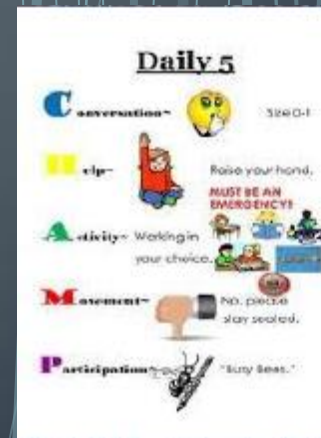 Daily 5
Conversation~ Size 0-1
Help~ Raise your hand.
MUST BE AN
EMERGENCY!!
Activity~ Working in
your choice.
Movement~ No, please
stay seated.
Participation~ "Busy Bees."